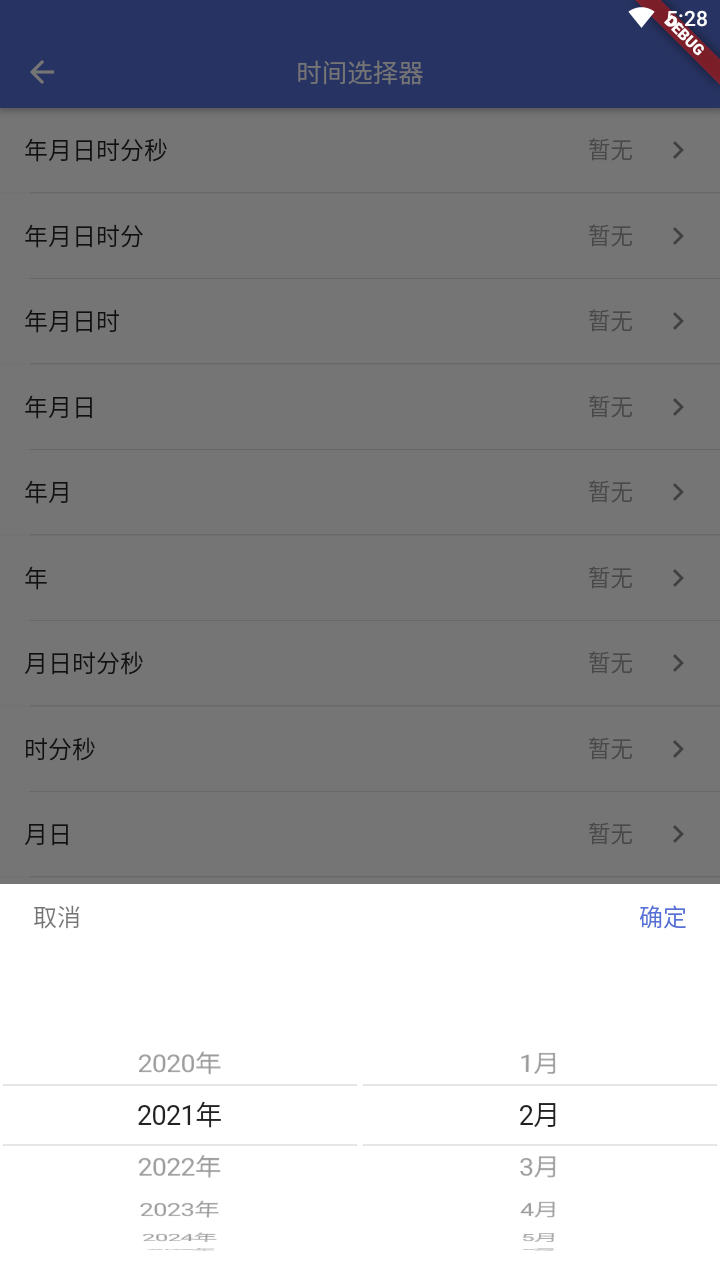 5:28
DEBUG
时间选择器
年月日时分秒 暂无
年月日时分 暂无
年月日时 暂无
年月日 暂无
年月 暂无
年 暂无
月日时分秒 暂无
时分秒 暂无
月日 暂无
取消 确定
2020年 1月
2021年 2月
2022年 3月
2023年 4月
2024年 5月